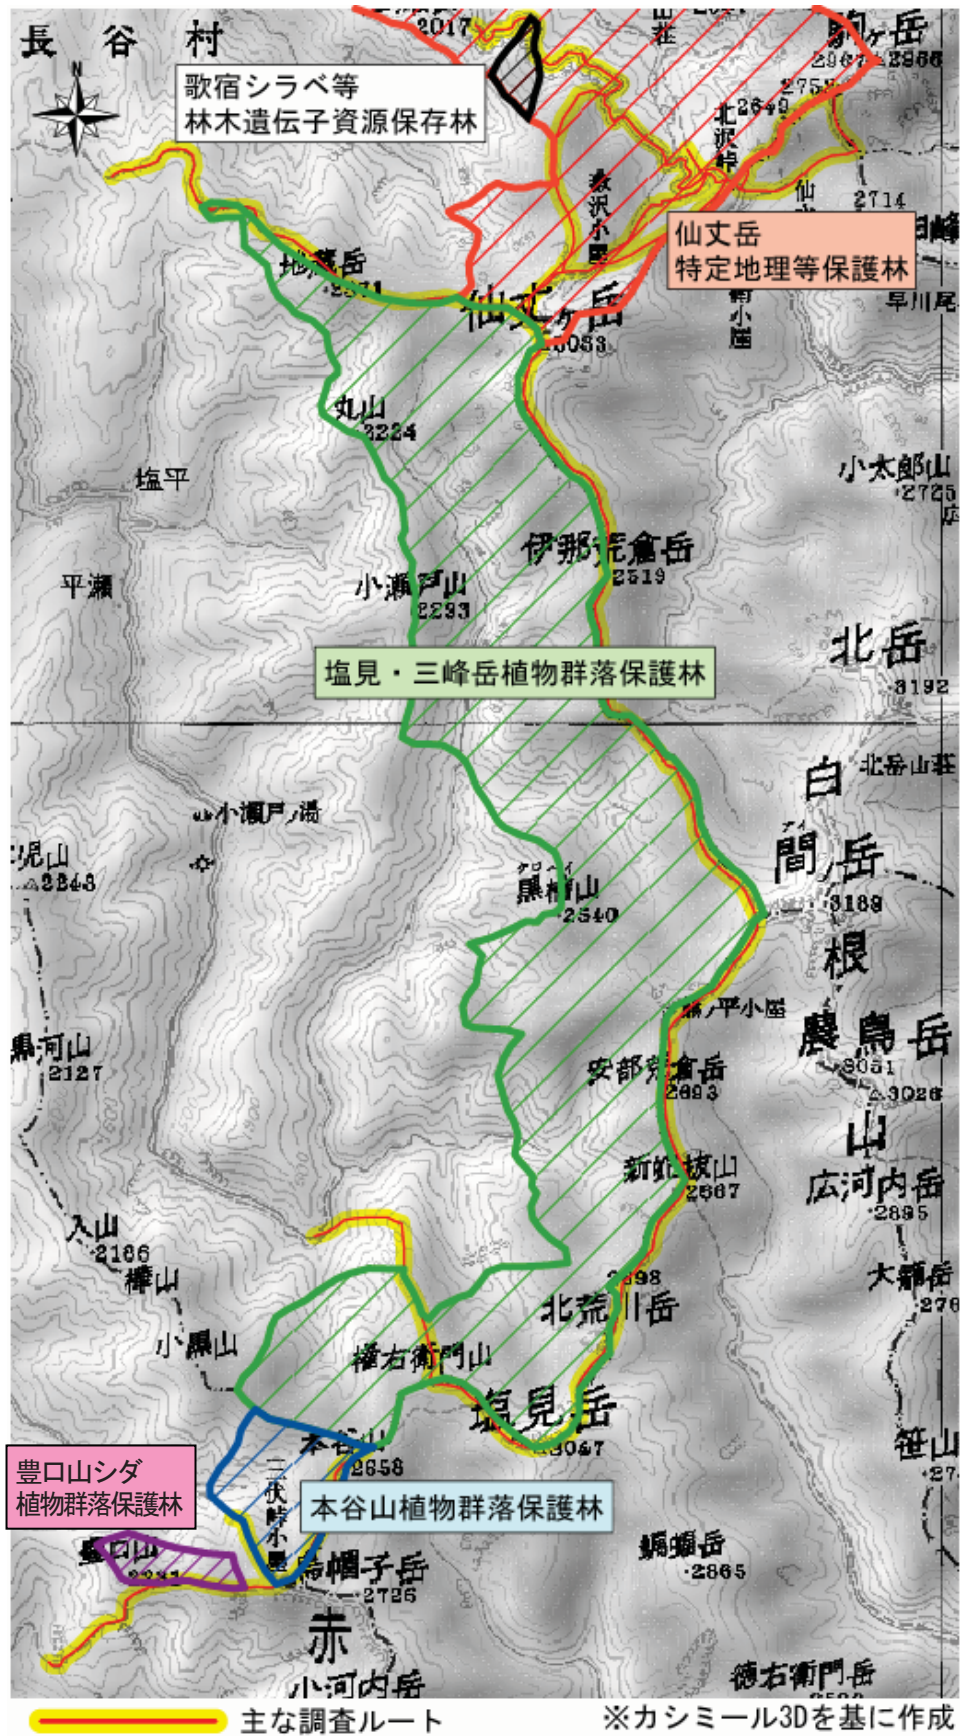 長谷村
2017
N
歌宿シラベ等
林木遺伝子資源保存林
駒ヶ岳
2967
2966
2649
北沢峠
2714
仙丈岳
特定地理等保護林
早川尾
地蔵岳
仙丈ヶ岳
丸山
2224
塩平
小太郎山
2725
伊那荒倉岳
2519
平瀬
小瀬戸山
2293
北岳
3192
塩見・三峰岳植物群落保護林
北岳山荘
白
小瀬戸ノ湯
間ノ岳
3189
2243
黒檜山
2540
根
農鳥岳
3051
3026
黒河山
2127
安部荒倉岳
2693
山
新蛇抜山
2667
広河内岳
2895
入山
2186
樺山
大籠岳
276
小黒山
北荒川岳
権右衛門山
塩見岳
3047
笹山
本谷山
2658
三伏峠小屋
豊口山シダ
植物群落保護林
本谷山植物群落保護林
豊口山
烏帽子岳
2726
蝙蝠岳
2865
赤
小河内岳
徳右衛門岳
主な調査ルート
※カシミール3Dを基に作成